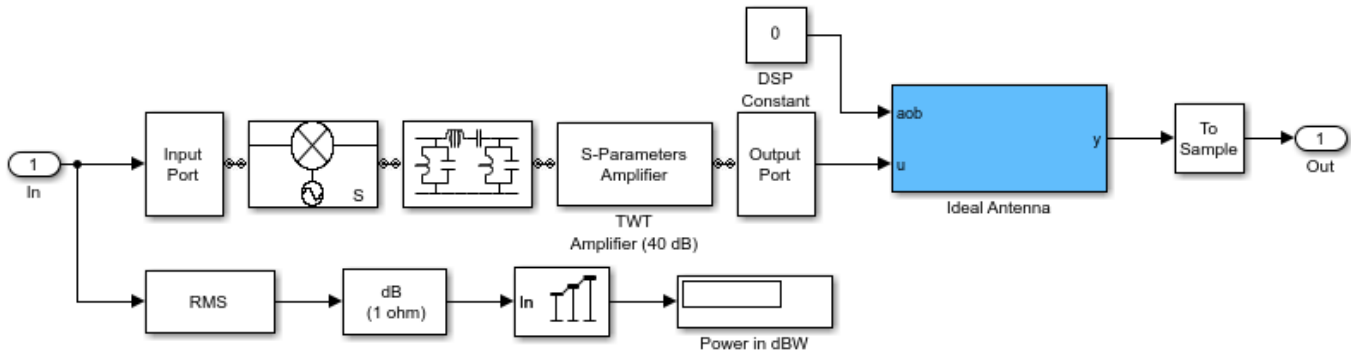 0
DSP
Constant
1
In
Input
Port
S
S-Parameters
Amplifier
TWT
Amplifier (40 dB)
Output
Port
aob
u
y
Ideal Antenna
To
Sample
1
Out
RMS
dB
(1 ohm)
In
Power in dBW